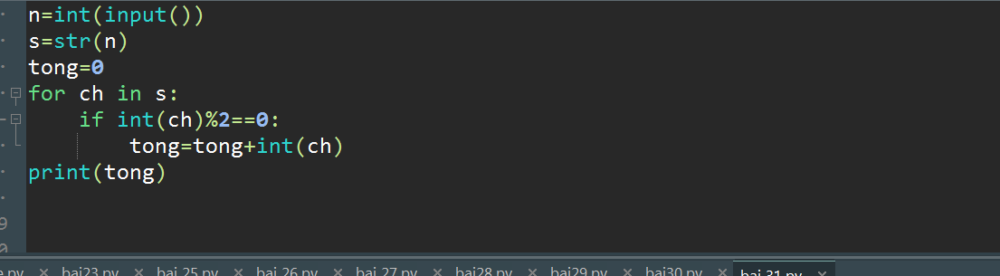 n=int(input())
s=str(n)
tong=0
for ch in s:
    if int(ch)%2==0:
        tong=tong+int(ch)
print(tong)
9
0
e.py × bai23.py × bai 25.py × bai 26.py × bai 27.py × bai28.py × bai29.py × bai30.py × bai 31.py ×